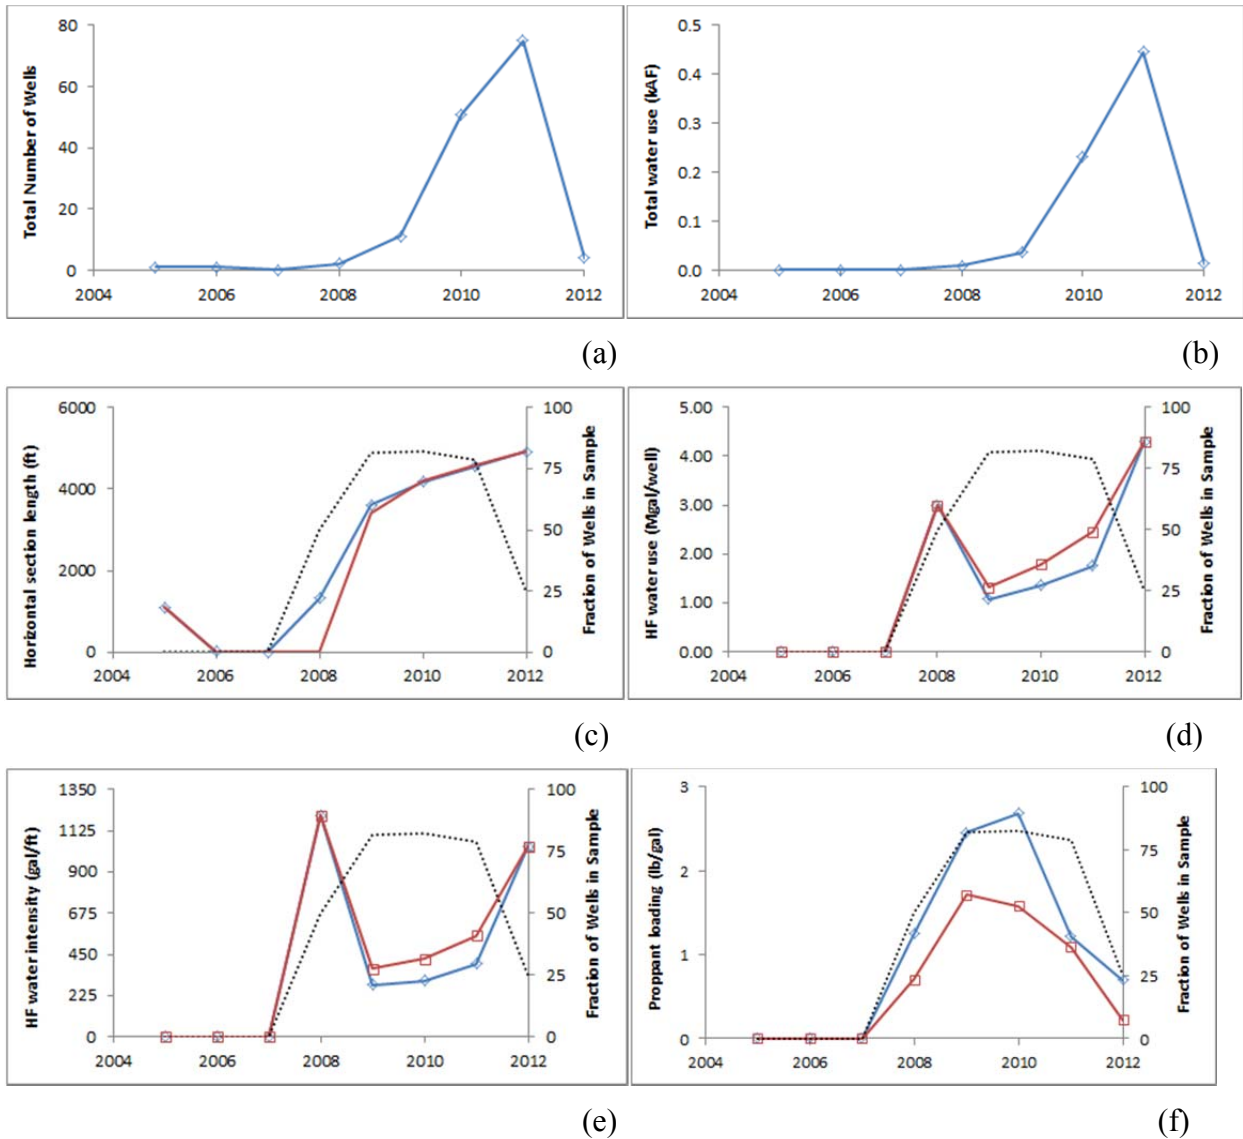 Total Number of Wells
80
60
40
20
0
2004 2006 2008 2010 2012
(a)
Total water use (kAF)
0.5
0.4
0.3
0.2
0.1
0.0
2004 2006 2008 2010 2012
(b)
Horizontal section length (ft)
6000
4000
2000
0
2004 2006 2008 2010 2012
100
75
50
25
0
Fraction of Wells in Sample
(c)
HF water use (Mgal/well)
5.00
4.00
3.00
2.00
1.00
0.00
2004 2006 2008 2010 2012
100
75
50
25
0
Fraction of Wells in Sample
(d)
HF water intensity (gal/ft)
1350
1125
900
675
450
225
0
2004 2006 2008 2010 2012
100
75
50
25
0
Fraction of Wells in Sample
(e)
Proppant loading (lb/gal)
3
2
1
0
2004 2006 2008 2010 2012
100
75
50
25
0
Fraction of Wells in Sample
(f)